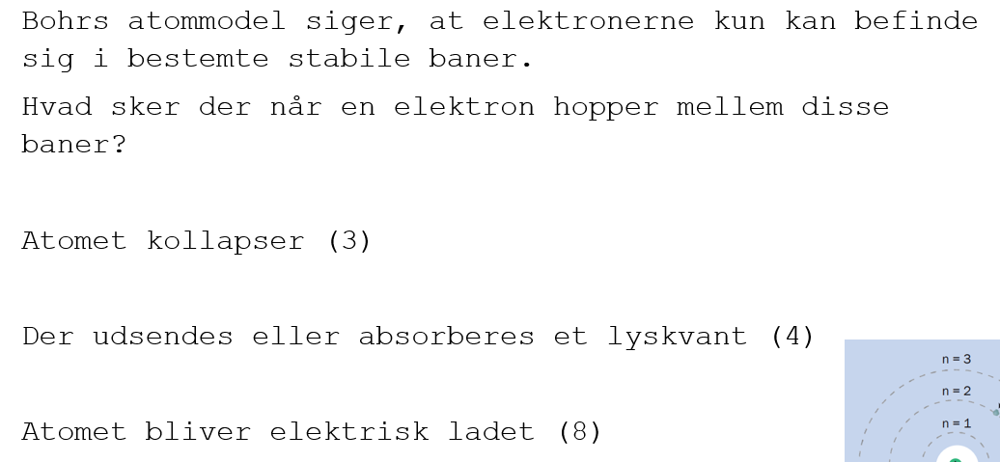 Bohrs atommodel siger, at elektronerne kun kan befinde
sig i bestemte stabile baner.
Hvad sker der når en elektron hopper mellem disse
baner?
Atomet kollapser (3)
Der udsendes eller absorberes et lyskvant (4)
Atomet bliver elektrisk ladet (8)
n = 3
n = 2
n = 1